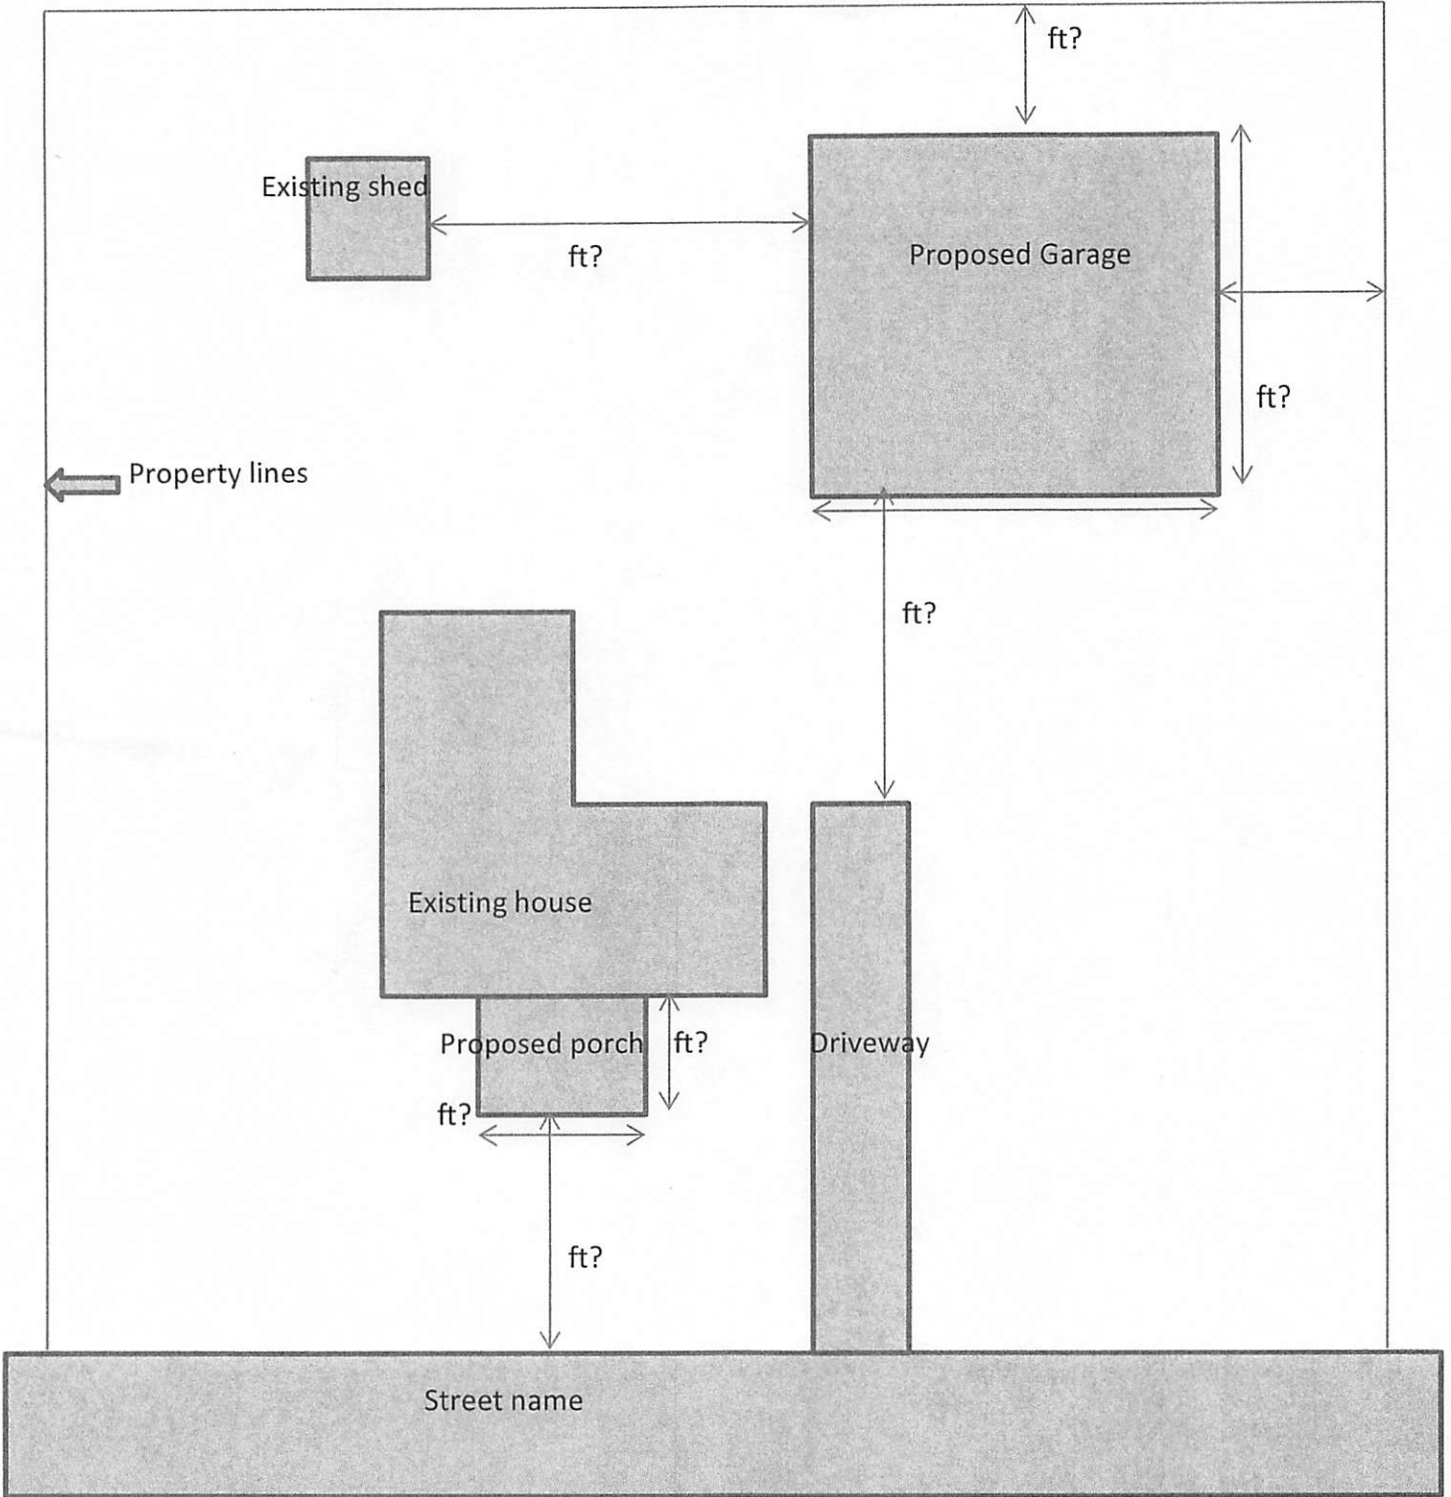 ft?
Existing shed
ft?
Proposed Garage
ft?
Property lines
ft?
Existing house
Proposed porch
ft?
Driveway
ft?
ft?
Street name